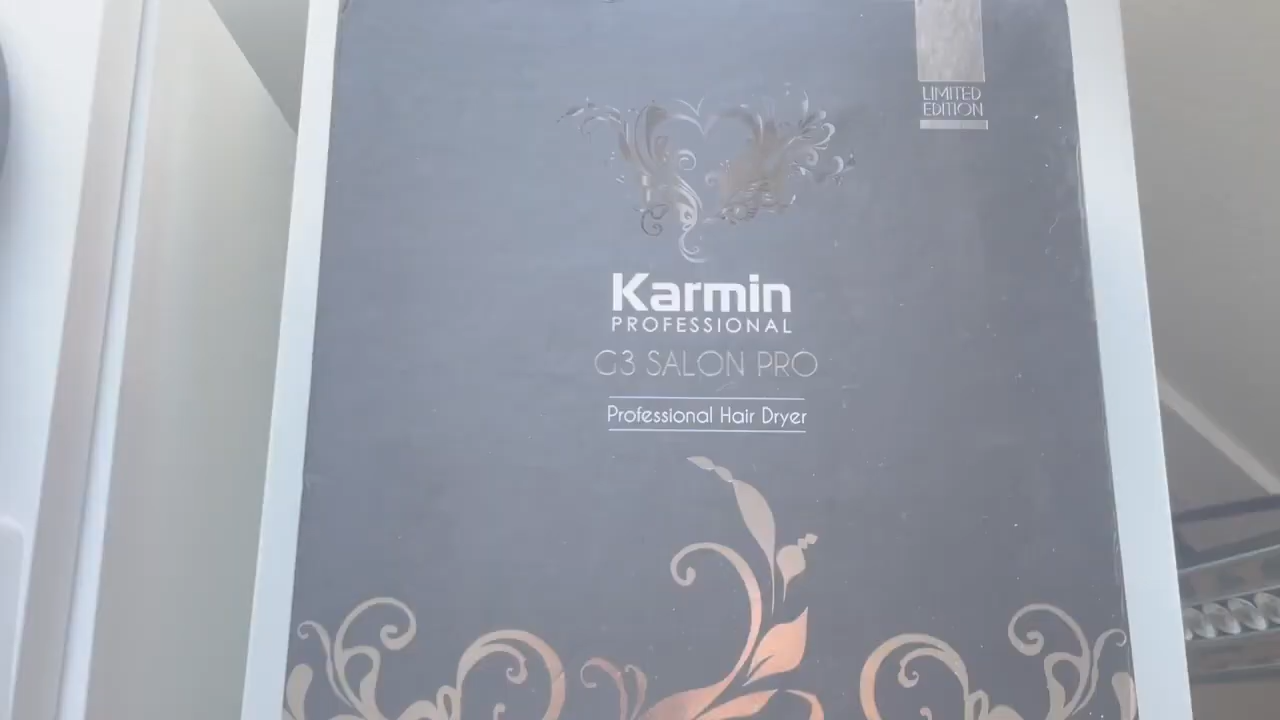 LIMITED
EDITION
Karmin
PROFESSIONAL
G3 SALON PRO
Professional Hair Dryer